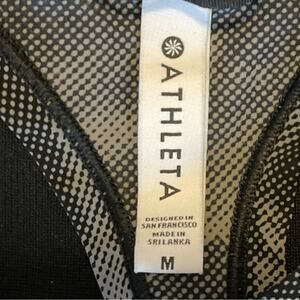 ATHLETA
DESIGNED IN
SAN FRANCISCO
MADE IN
SRI LANKA
M